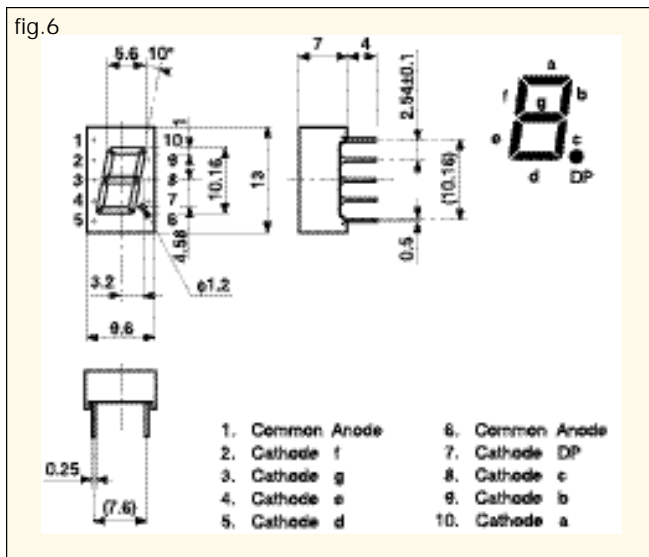 fig.6
5.6 10°
7 4
2.54±0.1
a
f g b
e c
d DP
1 10
2 9
3 8
4 7
5 6
1
10.16
13
4.58
(10.16)
0.5
3.2
ø1.2
9.6
0.25
(7.6)
1. Common Anode
2. Cathode f
3. Cathode g
4. Cathode e
5. Cathode d
6. Common Anode
7. Cathode DP
8. Cathode c
9. Cathode b
10. Cathode a